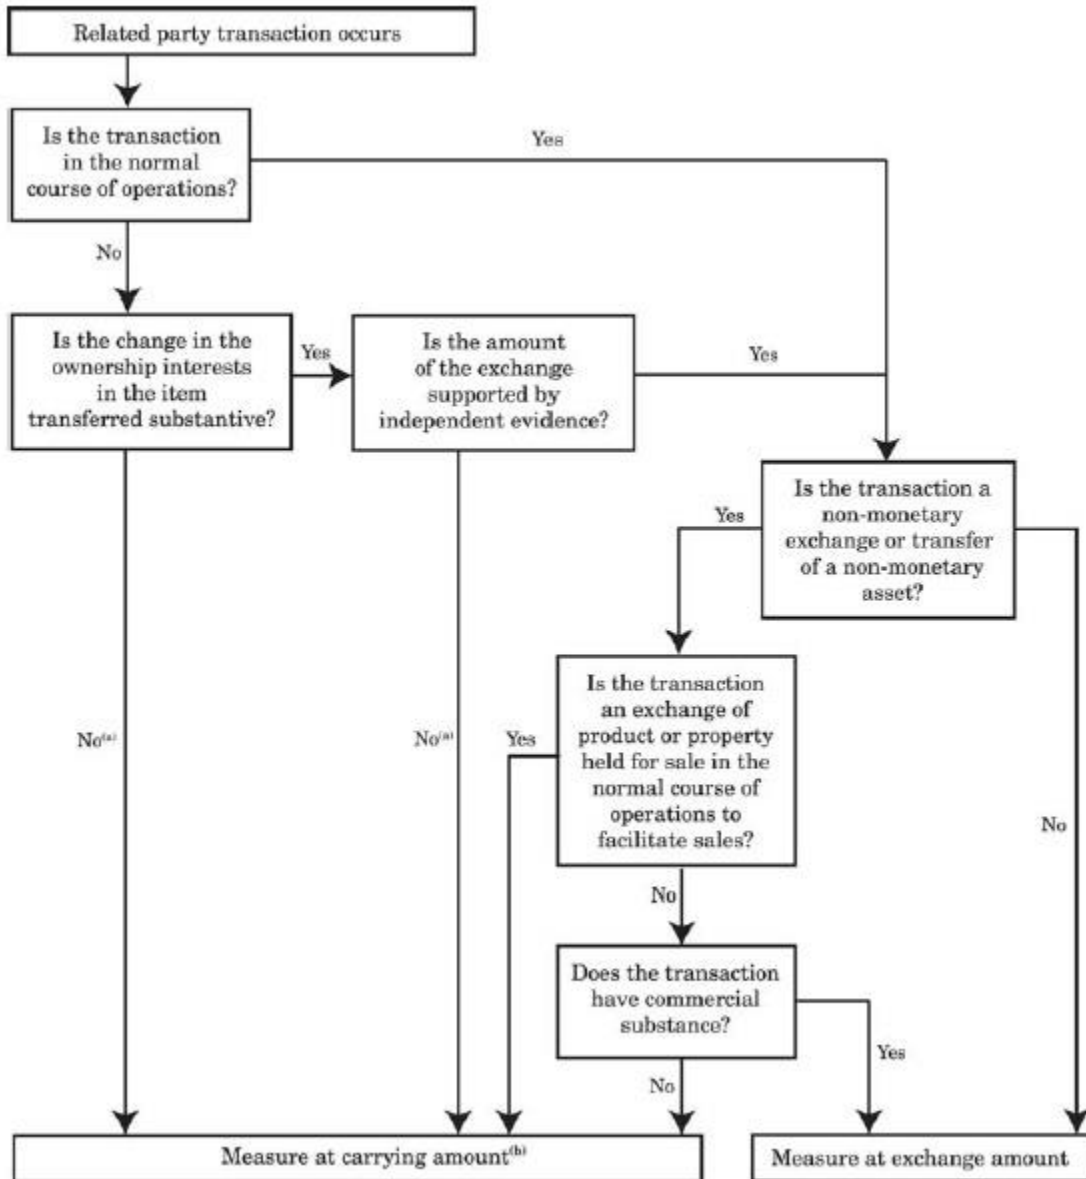 Related party transaction occurs
Is the transaction
in the normal
course of operations?
Yes
No
Is the change in the
ownership interests
in the item
transferred substantive?
Yes
Is the amount
of the exchange
supported by
independent evidence?
Yes
Is the transaction a
non-monetary
exchange or transfer
of a non-monetary
asset?
Yes
No
Is the transaction
an exchange of
product or property
held for sale in the
normal course of
operations to
facilitate sales?
Yes
No⁽ᵃ⁾
No⁽ᵃ⁾
No
Does the transaction
have commercial
substance?
Yes
No
Measure at carrying amount⁽ᵇ⁾
Measure at exchange amount